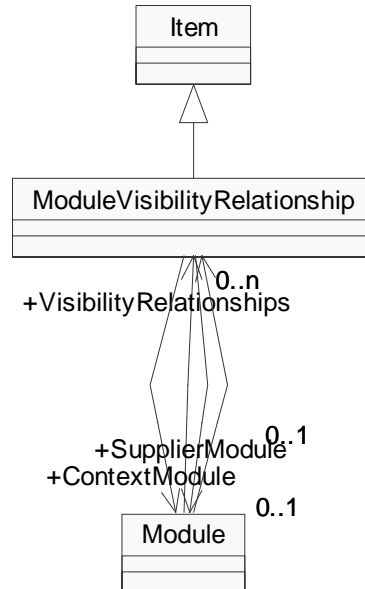 Item
ModuleVisibilityRelationship
0..n
+VisibilityRelationships
0..1
+SupplierModule
+ContextModule
0..1
Module